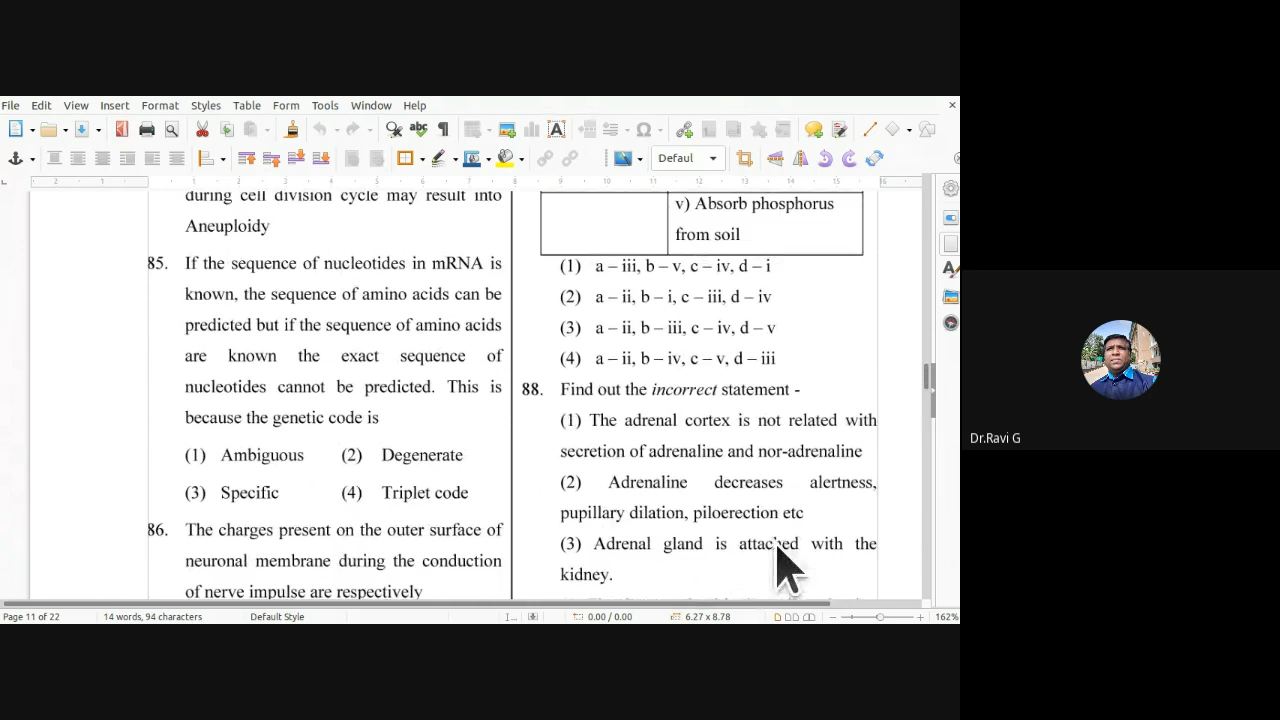 File Edit View Insert Format Styles Table Form Tools Window Help
Defaul
during cell division cycle may result into
Aneuploidy
85. If the sequence of nucleotides in mRNA is
known, the sequence of amino acids can be
predicted but if the sequence of amino acids
are known the exact sequence of
nucleotides cannot be predicted. This is
because the genetic code is
(1) Ambiguous (2) Degenerate
(3) Specific (4) Triplet code
86. The charges present on the outer surface of
neuronal membrane during the conduction
of nerve impulse are respectively
v) Absorb phosphorus
from soil
(1) a – iii, b – v, c – iv, d – i
(2) a – ii, b – i, c – iii, d – iv
(3) a – ii, b – iii, c – iv, d – v
(4) a – ii, b – iv, c – v, d – iii
88. Find out the incorrect statement -
(1) The adrenal cortex is not related with
secretion of adrenaline and nor-adrenaline
(2) Adrenaline decreases alertness,
pupillary dilation, piloerection etc
(3) Adrenal gland is attached with the
kidney.
Page 11 of 22 14 words, 94 characters Default Style 0.00 / 0.00 6.27 x 8.78 162%
Dr.Ravi G